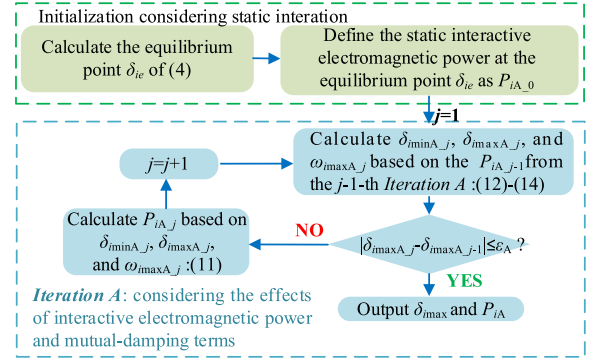 Initialization considering static interation
Calculate the equilibrium
point δie of (4)
Define the static interactive
electromagnetic power at the
equilibrium point δie as PiA_0
j=1
Calculate δiminA_j, δimaxA_j, and
ωimaxA_j based on the PiA_j-1 from
the j-1-th Iteration A :(12)-(14)
j=j+1
Calculate PiA_j based on
δiminA_j, δimaxA_j,
and ωimaxA_j :(11)
NO
|δimaxA_j-δimaxA_j-1|≤εA ?
YES
Output δimax and PiA
Iteration A: considering the effects
of interactive electromagnetic power
and mutual-damping terms